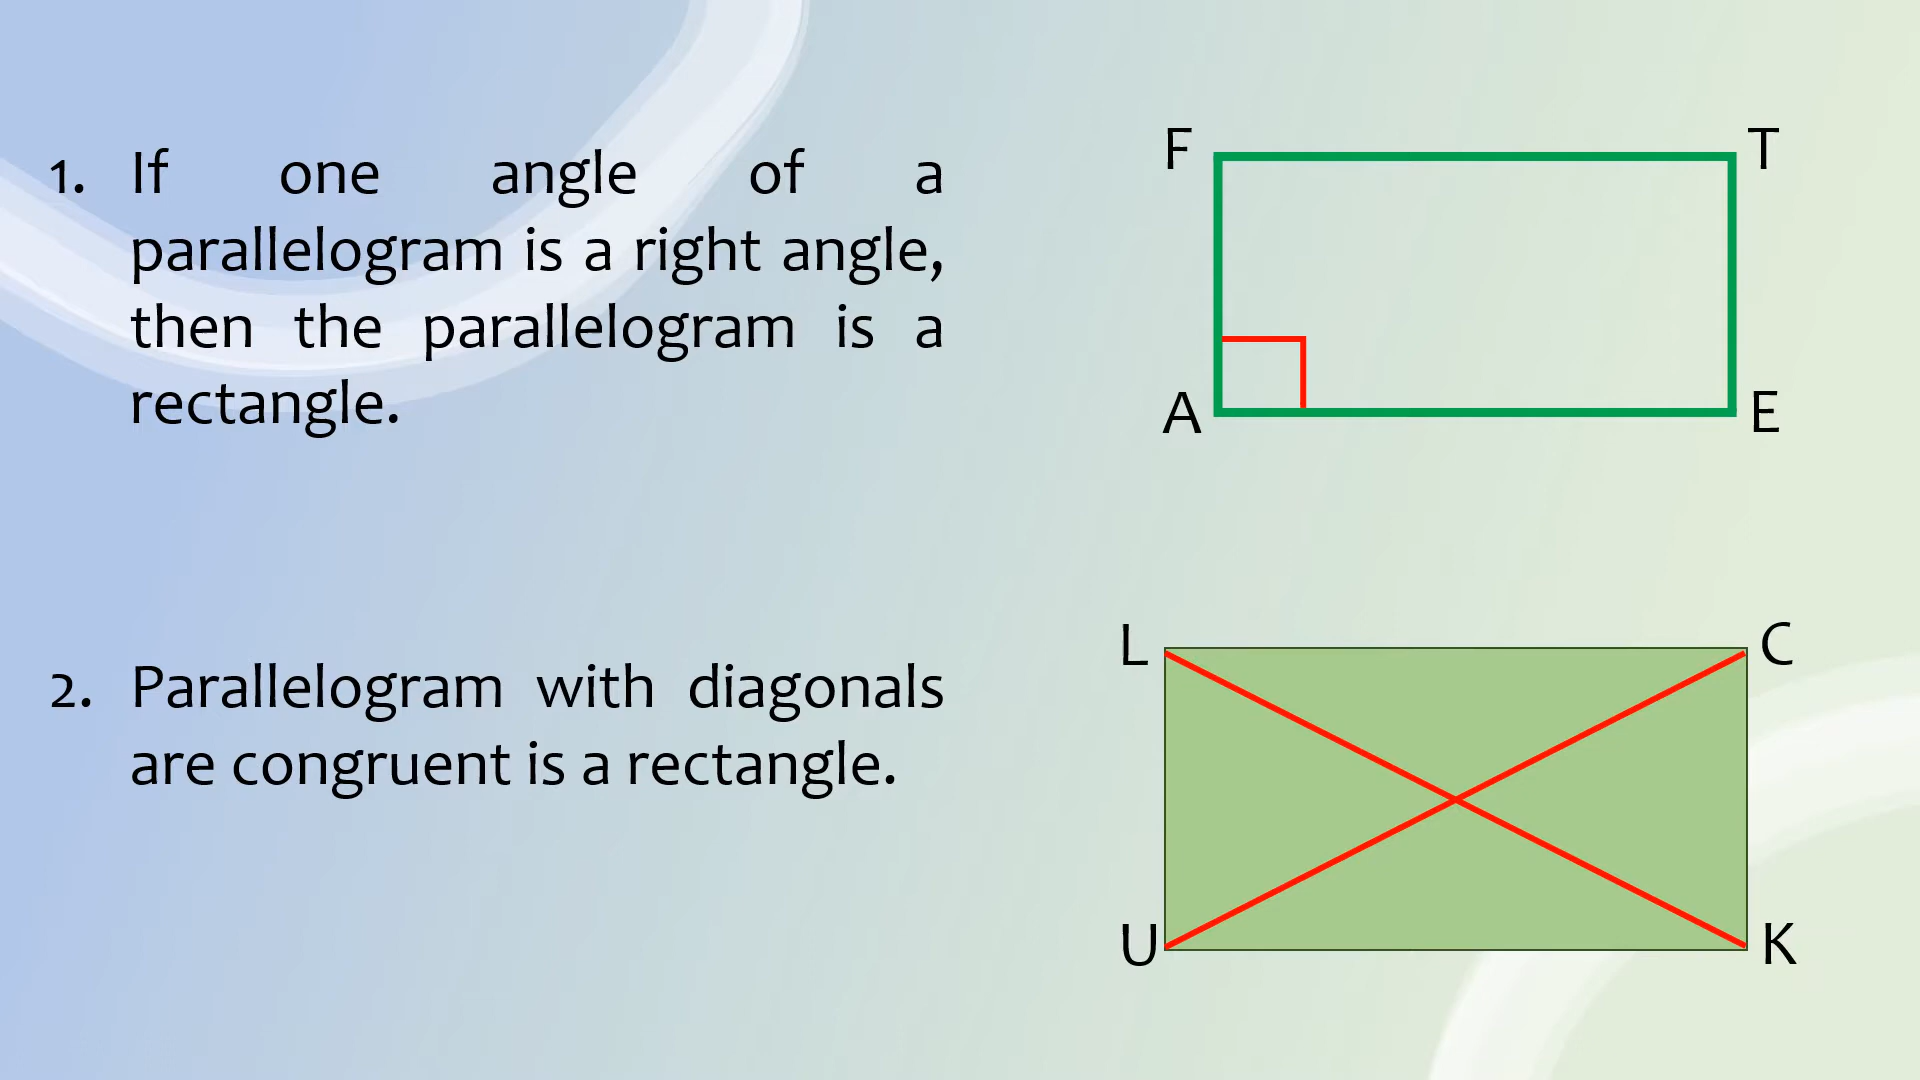 1. If one angle of a
parallelogram is a right angle,
then the parallelogram is a
rectangle.
F
T
A
E
2. Parallelogram with diagonals
are congruent is a rectangle.
L
C
U
K